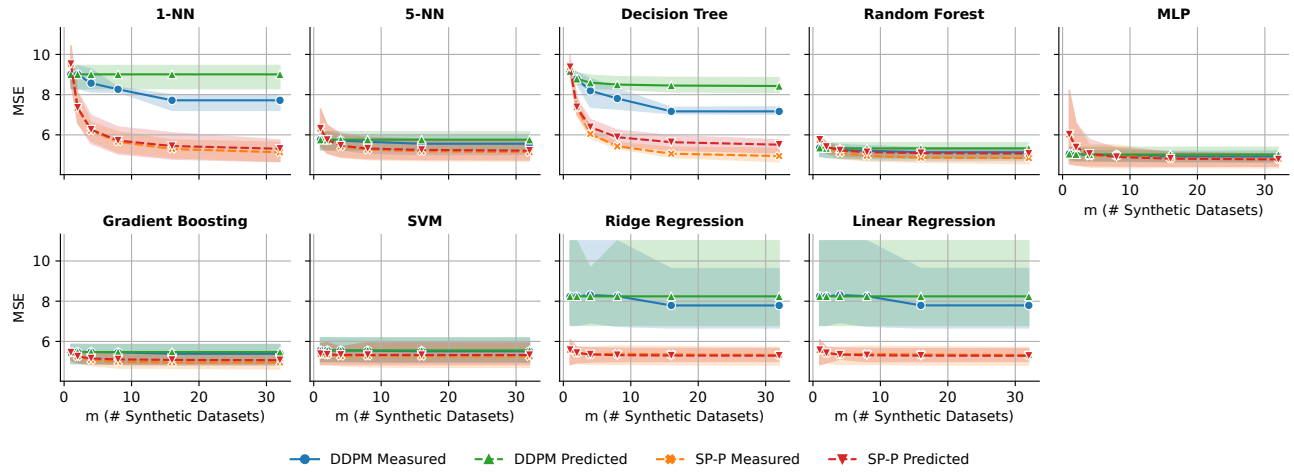 1-NN
5-NN
Decision Tree
Random Forest
MLP
MSE
10
8
6
0 10 20 30
m (# Synthetic Datasets)
Gradient Boosting
SVM
Ridge Regression
Linear Regression
MSE
10
8
6
0 10 20 30
0 10 20 30
0 10 20 30
0 10 20 30
m (# Synthetic Datasets)
m (# Synthetic Datasets)
m (# Synthetic Datasets)
m (# Synthetic Datasets)
DDPM Measured
DDPM Predicted
SP-P Measured
SP-P Predicted